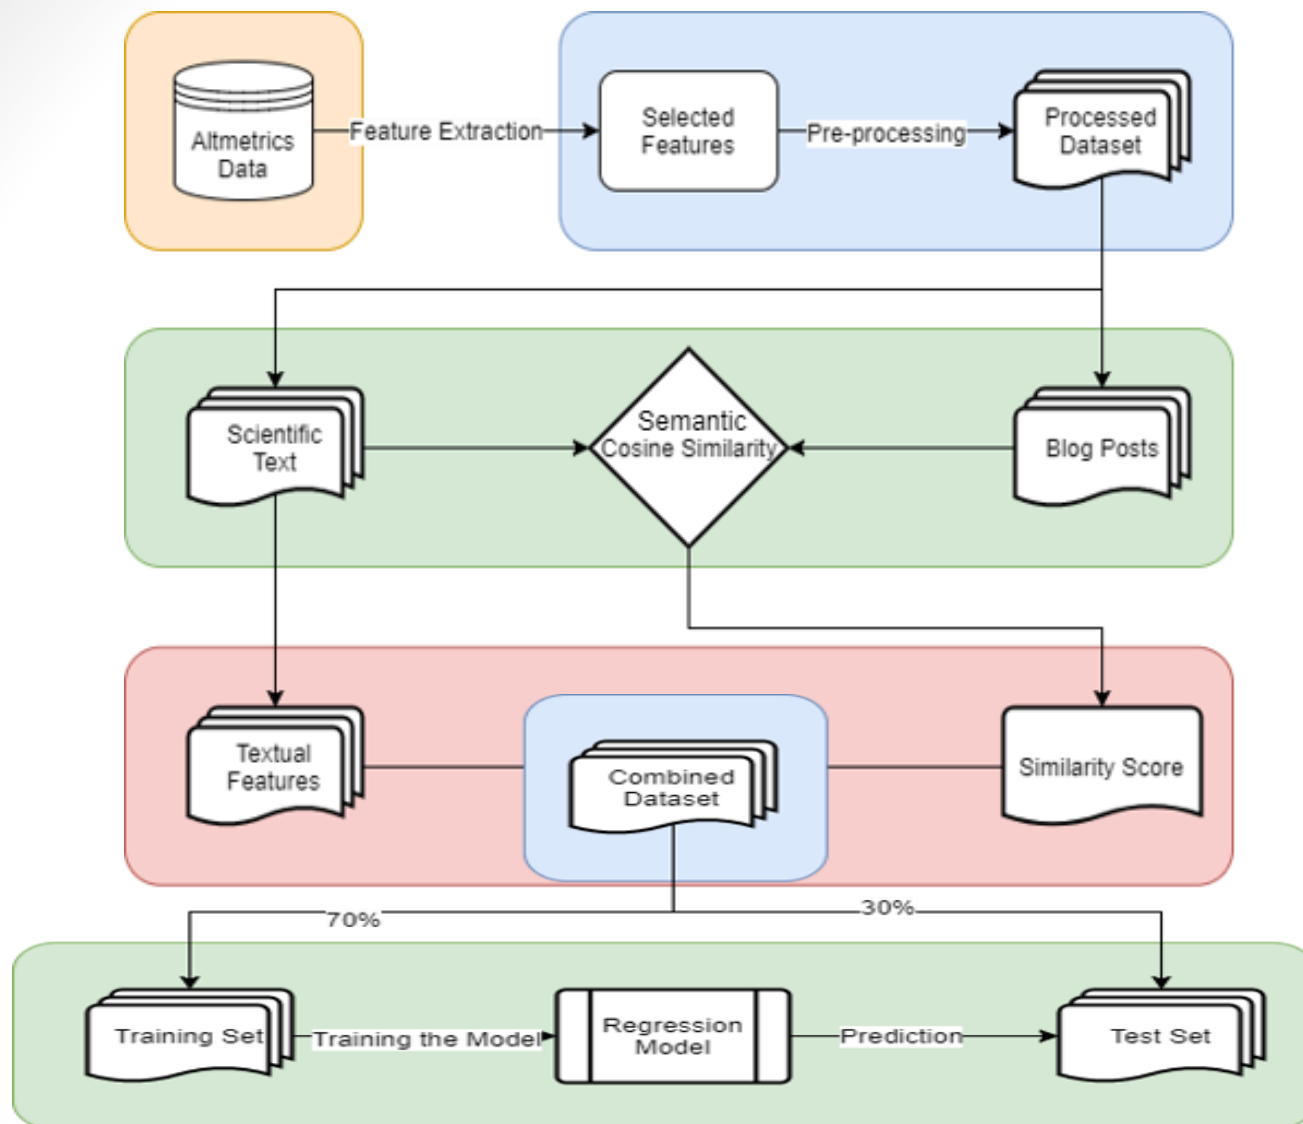 Altmetrics
Data
Feature Extraction
Selected
Features
Pre-processing
Processed
Dataset
Scientific
Text
Semantic
Cosine Similarity
Blog Posts
Textual
Features
Combined
Dataset
Similarity Score
70%
30%
Training Set
Training the Model
Regression
Model
Prediction
Test Set